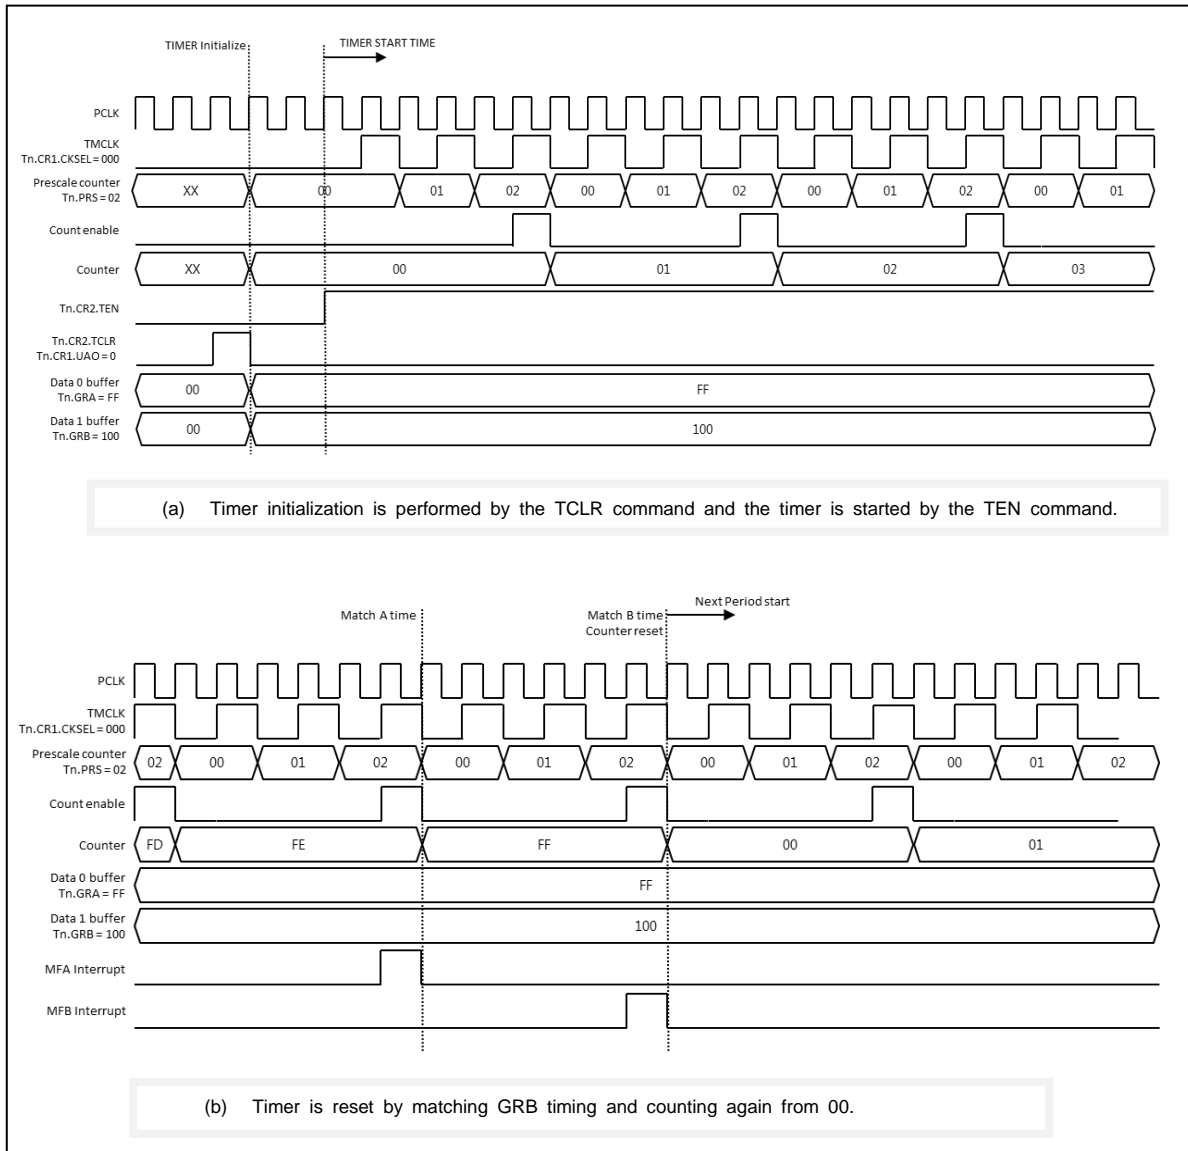 TIMER Initialize
TIMER START TIME
PCLK
TMCLK
Tn.CR1.CKSEL = 000
Prescale counter
Tn.PRS = 02
XX 00 01 02 00 01 02 00 01 02 00 01
Count enable
Counter
XX 00 01 02 03
Tn.CR2.TEN
Tn.CR2.TCLR
Tn.CR1.UAO = 0
Data 0 buffer
Tn.GRA = FF
00 FF
Data 1 buffer
Tn.GRB = 100
00 100
(a) Timer initialization is performed by the TCLR command and the timer is started by the TEN command.
Match A time
Match B time
Counter reset
Next Period start
PCLK
TMCLK
Tn.CR1.CKSEL = 000
Prescale counter
Tn.PRS = 02
02 00 01 02 00 01 02 00 01 02 00 01 02
Count enable
Counter
FD FE FF 00 01
Data 0 buffer
Tn.GRA = FF
FF
Data 1 buffer
Tn.GRB = 100
100
MFA Interrupt
MFB Interrupt
(b) Timer is reset by matching GRB timing and counting again from 00.